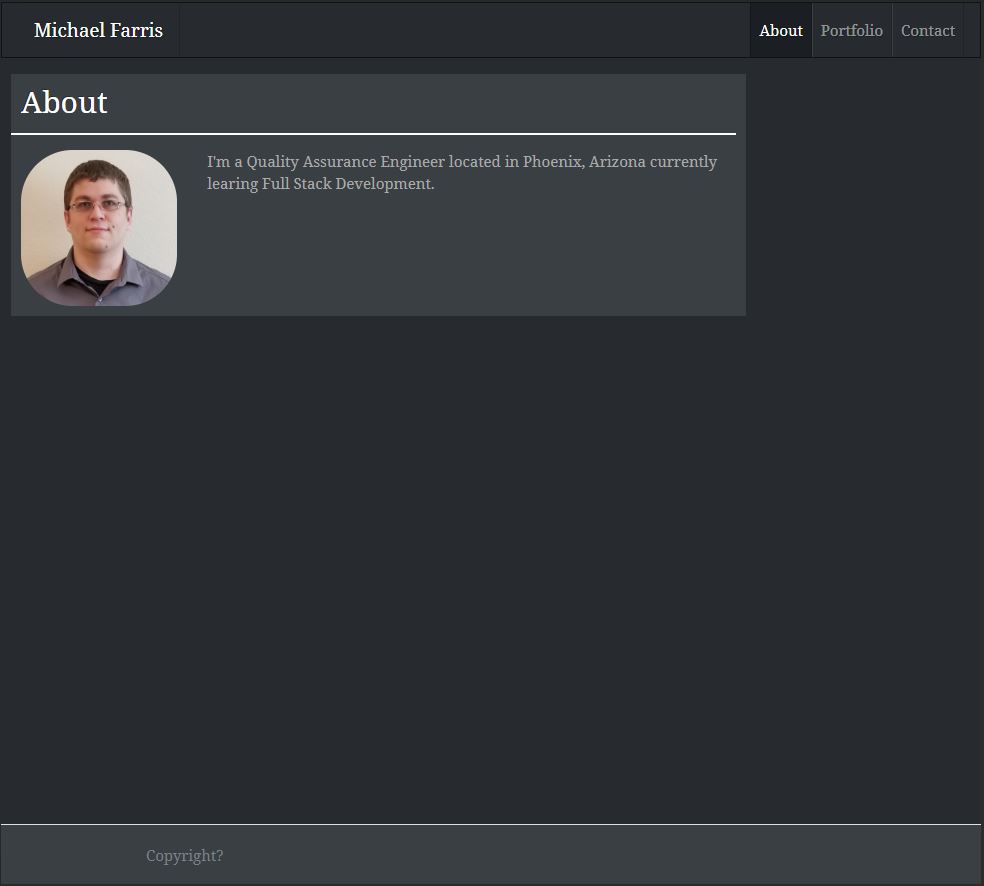 Michael Farris
About Portfolio Contact
About
I'm a Quality Assurance Engineer located in Phoenix, Arizona currently
learing Full Stack Development.
Copyright?